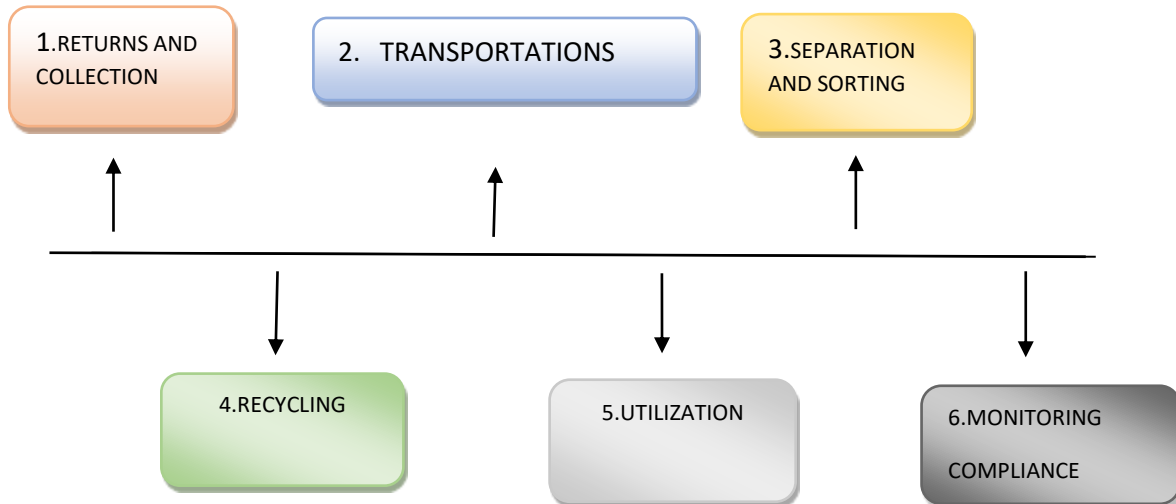 1.RETURNS AND
COLLECTION
2. TRANSPORTATIONS
3.SEPARATION
AND SORTING
4.RECYCLING
5.UTILIZATION
6.MONITORING
COMPLIANCE